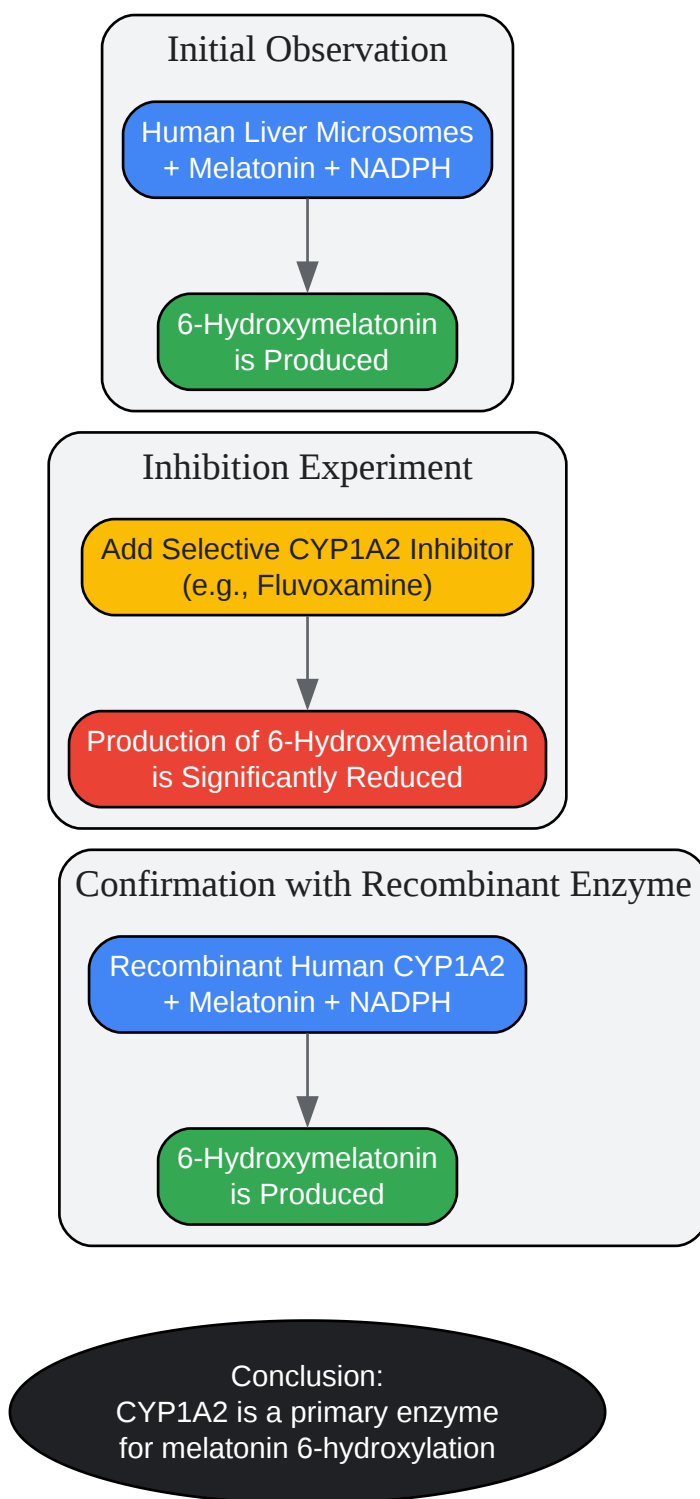 Initial Observation
Human Liver Microsomes
+ Melatonin + NADPH
6-Hydroxymelatonin
is Produced
Inhibition Experiment
Add Selective CYP1A2 Inhibitor
(e.g., Fluvoxamine)
Production of 6-Hydroxymelatonin
is Significantly Reduced
Confirmation with Recombinant Enzyme
Recombinant Human CYP1A2
+ Melatonin + NADPH
6-Hydroxymelatonin
is Produced
Conclusion:
CYP1A2 is a primary enzyme
for melatonin 6-hydroxylation